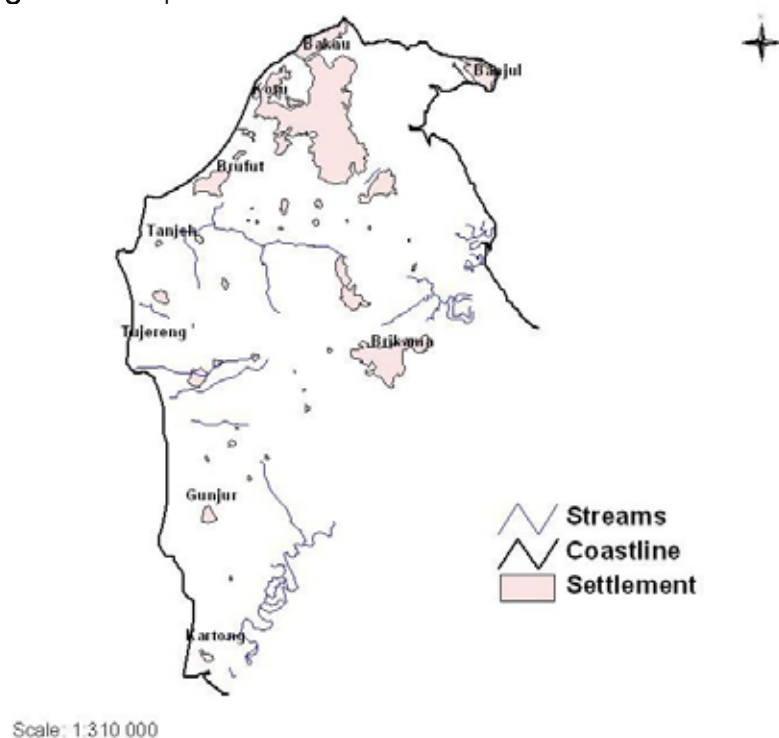 Bakau
Banjul
Kotu
Brufut
Tanjeh
Tujereng
Brikama
Gunjur
Streams
Coastline
Settlement
Kartong
Scale: 1:310 000